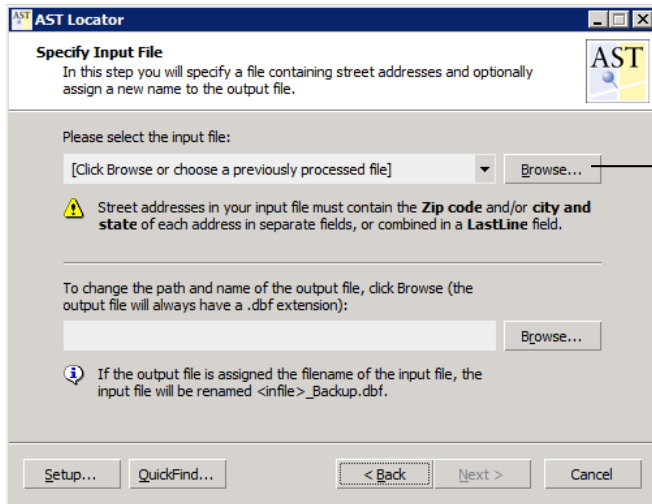 AST AST Locator
Specify Input File
In this step you will specify a file containing street addresses and optionally
assign a new name to the output file.
AST
Please select the input file:
[Click Browse or choose a previously processed file]
Browse...
Street addresses in your input file must contain the Zip code and/or city and
state of each address in separate fields, or combined in a LastLine field.
To change the path and name of the output file, click Browse (the
output file will always have a .dbf extension):
Browse...
If the output file is assigned the filename of the input file, the
input file will be renamed <infile>_Backup.dbf.
Setup... QuickFind... < Back Next > Cancel